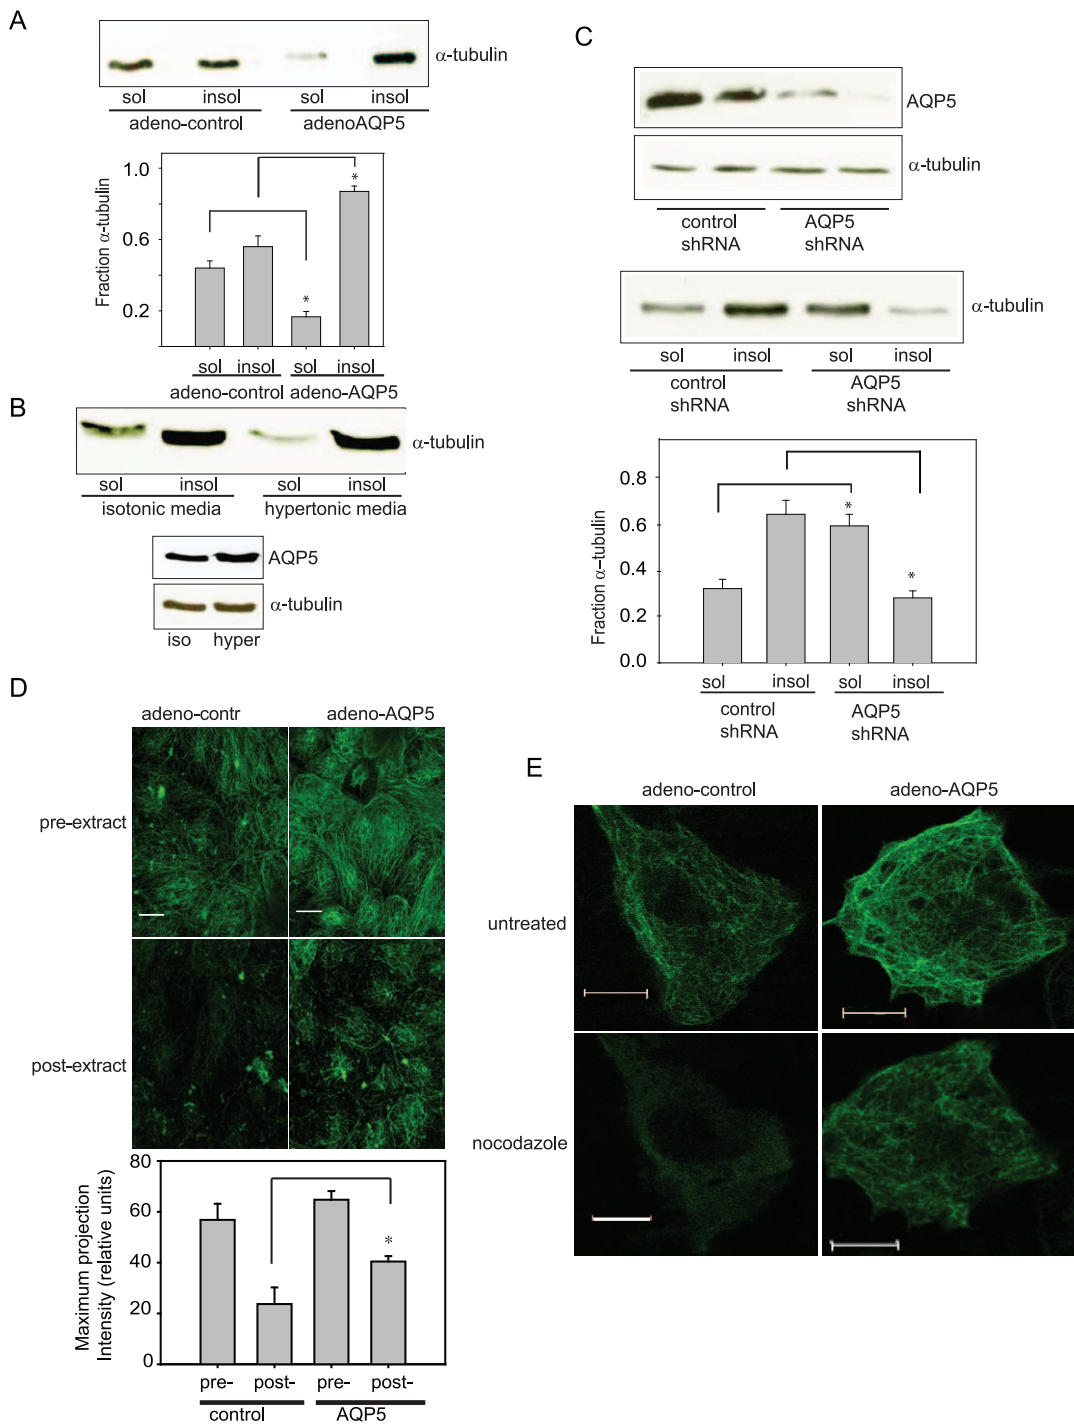 A
α-tubulin
sol insol sol insol
adeno-control adenoAQP5
1.0
0.6
0.2
Fraction α-tubulin
*
*
sol insol sol insol
adeno-control adeno-AQP5
B
α-tubulin
sol insol sol insol
isotonic media hypertonic media
AQP5
α-tubulin
iso hyper
C
AQP5
α-tubulin
control AQP5
shRNA shRNA
α-tubulin
sol insol sol insol
control AQP5
shRNA shRNA
0.8
0.6
0.4
0.2
0.0
Fraction α–tubulin
*
*
sol insol sol insol
control AQP5
shRNA shRNA
D
adeno-contr adeno-AQP5
pre-extract
post-extract
80
60
40
20
0
Maximum projection
Intensity (relative units)
*
pre- post- pre- post-
control AQP5
E
adeno-control adeno-AQP5
untreated
nocodazole